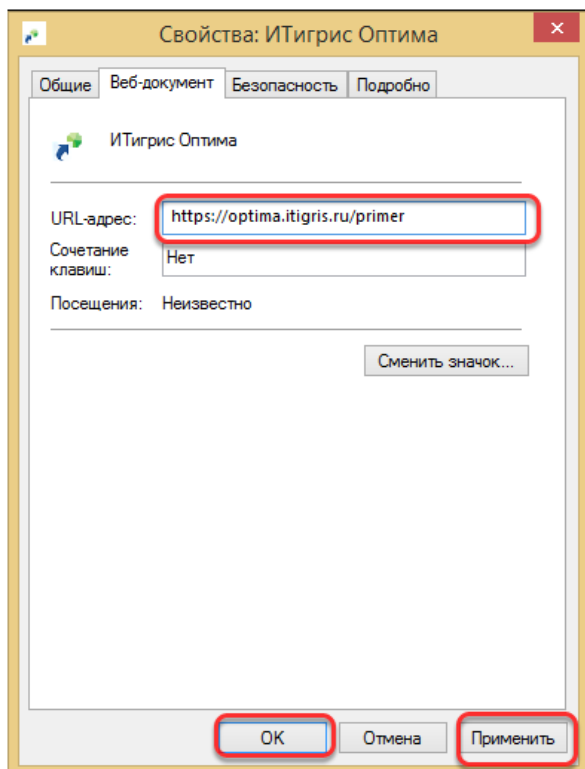 Свойства: ИТигрис Оптима
Общие Веб-документ Безопасность Подробно
ИТигрис Оптима
URL-адрес: https://optima.itigris.ru/primer
Сочетание клавиш: Нет
Посещения: Неизвестно
Сменить значок...
OK Отмена Применить